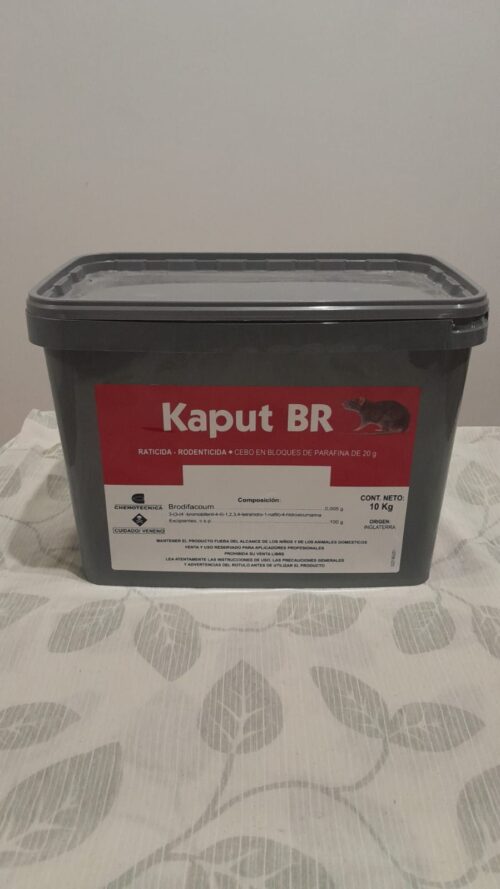 Kaput BR
RATICIDA - RODENTICIDA • CEBO EN BLOQUES DE PARAFINA DE 20 g
CHEMOTECNICA
CUIDADO/ VENENO
Composición:
Brodifacoum 0,005 g
Excipientes, c.s.p. 100 g
CONT. NETO:
10 Kg
ORIGEN:
INGLATERRA
MANTENER EL PRODUCTO FUERA DEL ALCANCE DE LOS NIÑOS Y DE LOS ANIMALES DOMESTICOS
VENTA Y USO RESERVADO PARA APLICADORES PROFESIONALES
PROHIBIDA SU VENTA LIBRE
LEA ATENTAMENTE LAS INSTRUCCIONES DE USO, LAS PRECAUCIONES GENERALES
Y ADVERTENCIAS DEL ROTULO ANTES DE UTILIZAR EL PRODUCTO